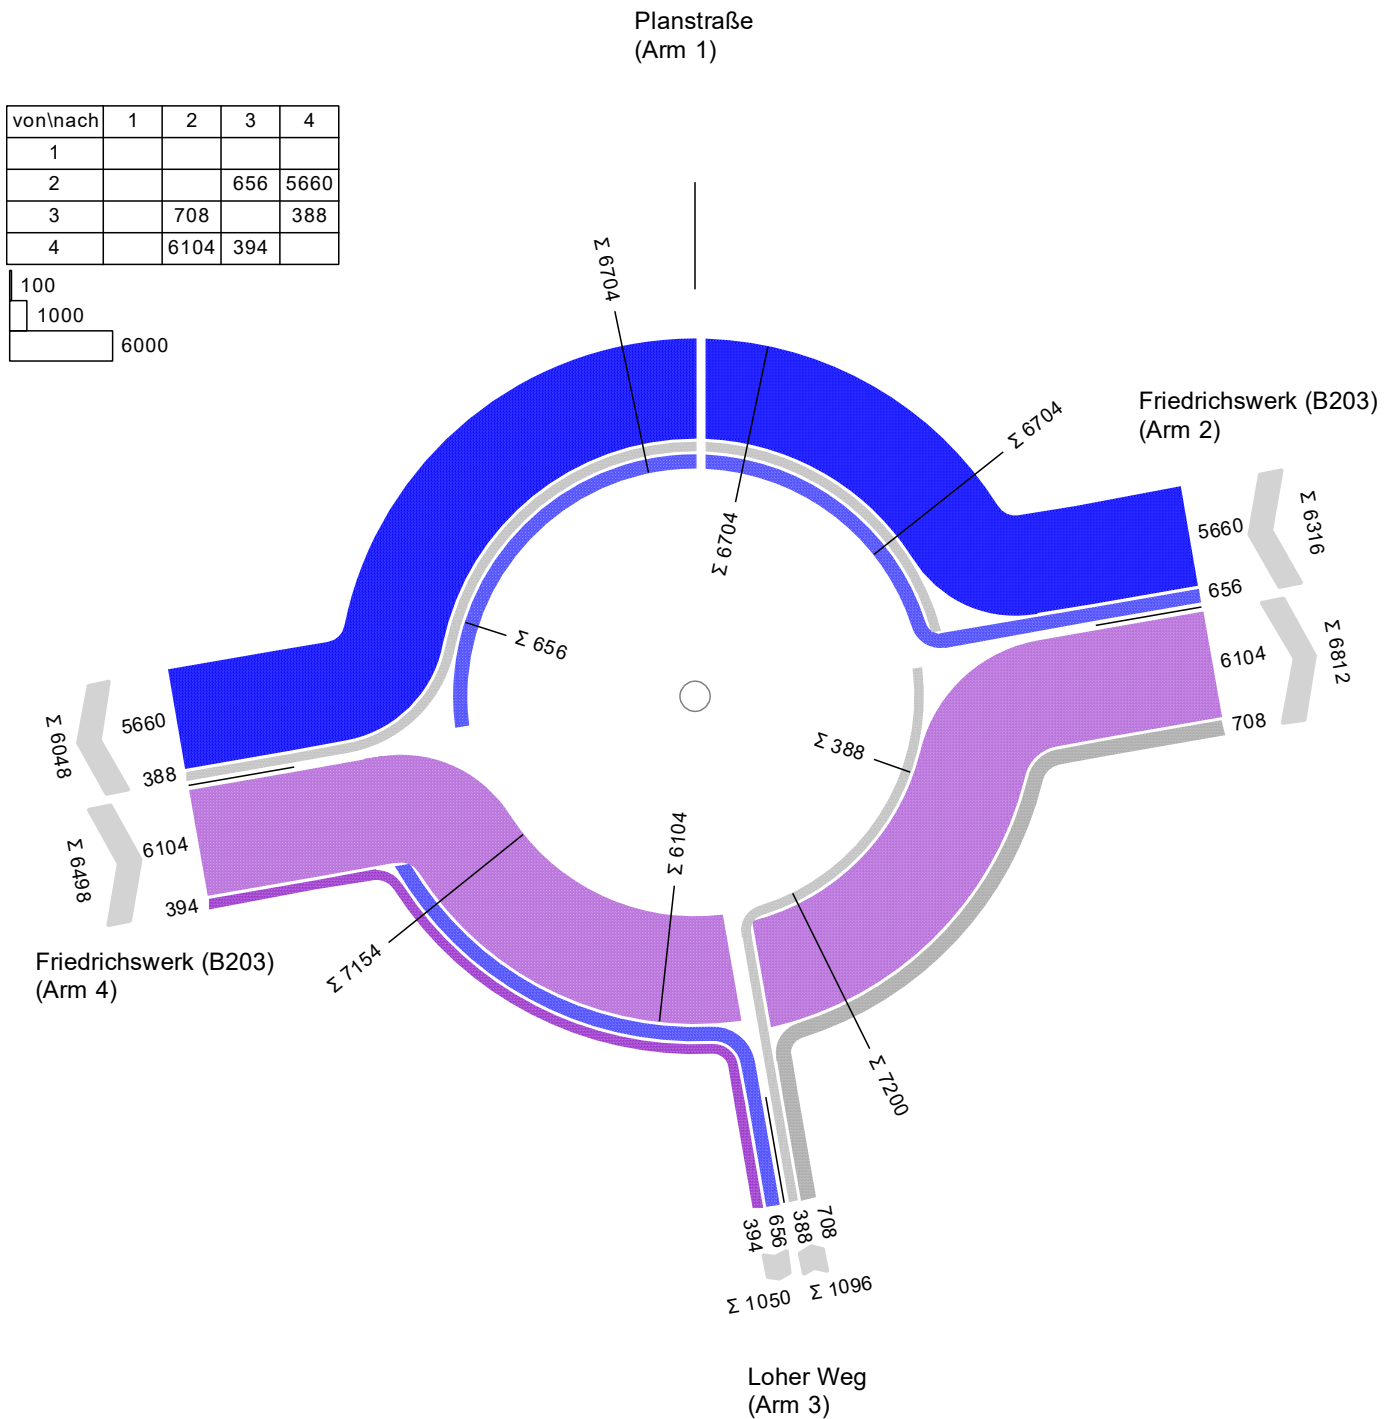 Planstraße
(Arm 1)
von\nach 1 2 3 4
1
2 656 5660
3 708 388
4 6104 394
100
1000
6000
Σ 6704
Σ 6704
Σ 6704
Friedrichswerk (B203)
(Arm 2)
5660
656
Σ 6316
6104
708
Σ 6812
Σ 656
Σ 388
Σ 6104
5660
388
Σ 6048
6104
394
Σ 6498
Friedrichswerk (B203)
(Arm 4)
Σ 7154
Σ 7200
394
656
388
708
Σ 1050
Σ 1096
Loher Weg
(Arm 3)